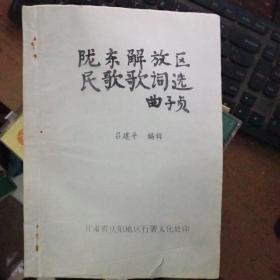 陇东解放区
民歌歌词选
曲子贞
吕建平 编辑
甘肃省庆阳地区行署文化处印